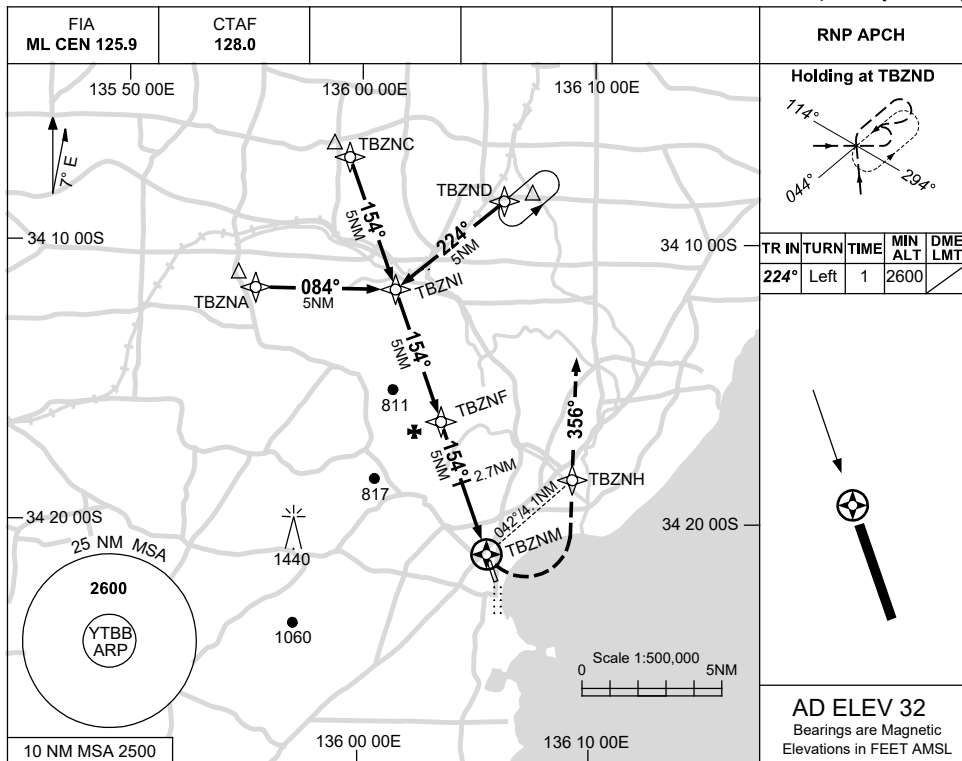 FIA
ML CEN 125.9
CTAF
128.0
RNP APCH
135 50 00E
136 00 00E
136 10 00E
7° E
TBZNC
TBZND
154°
5NM
224°
5NM
34 10 00S
34 10 00S
TBZNA
084°
5NM
TBZNI
154°
5NM
811
TBZNF
356°
154°
5NM
2.7NM
817
TBZNH
042°/4.1NM
34 20 00S
34 20 00S
TBZNM
1440
25 NM MSA
2600
YTBB
ARP
1060
Scale 1:500,000
0 5NM
10 NM MSA 2500
136 00 00E
136 10 00E
Holding at TBZND
114°
044°
294°
TR IN TURN TIME MIN ALT DME LMT
224° Left 1 2600
AD ELEV 32
Bearings are Magnetic
Elevations in FEET AMSL